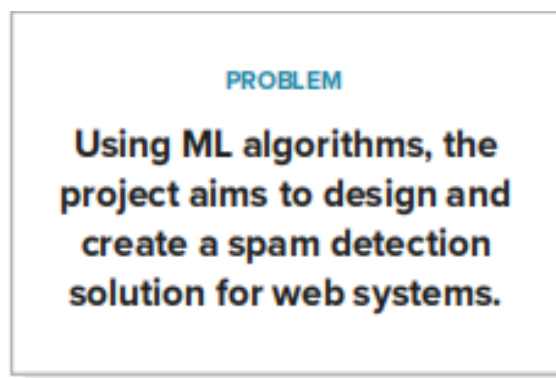 PROBLEM
Using ML algorithms, the
project aims to design and
create a spam detection
solution for web systems.